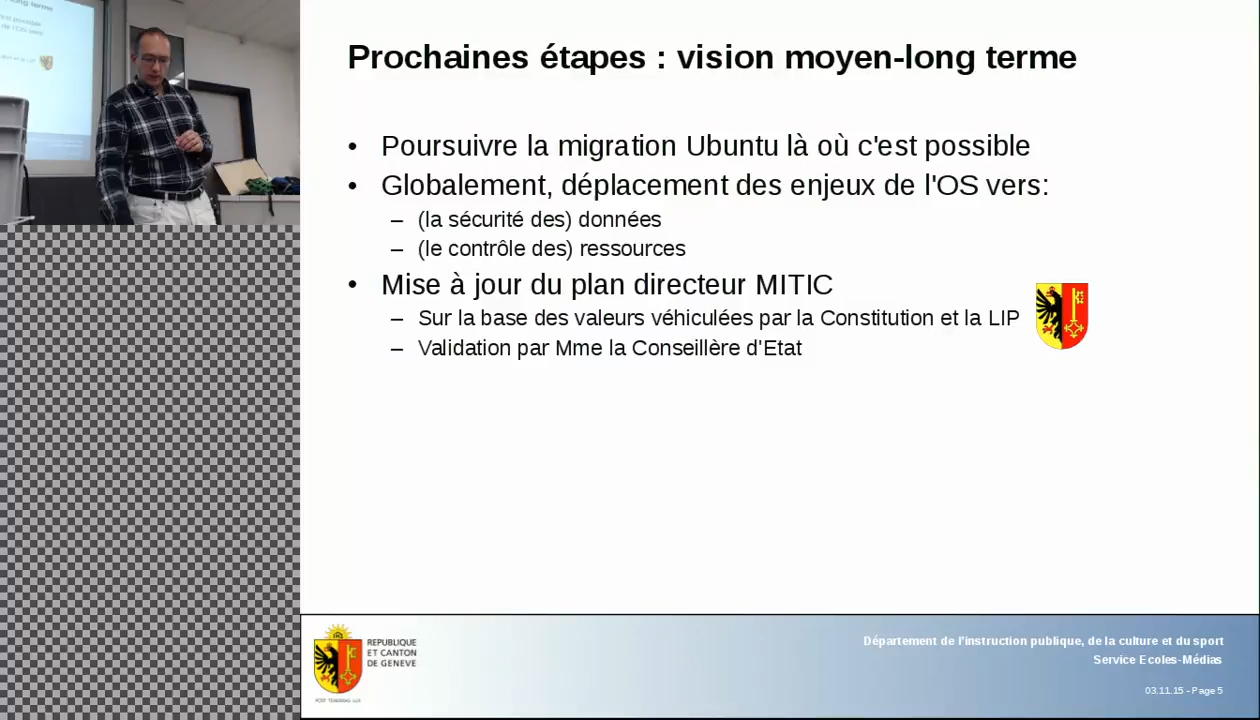 Prochaines étapes : vision moyen-long terme
• Poursuivre la migration Ubuntu là où c'est possible
• Globalement, déplacement des enjeux de l'OS vers:
– (la sécurité des) données
– (le contrôle des) ressources
• Mise à jour du plan directeur MITIC
– Sur la base des valeurs véhiculées par la Constitution et la LIP
– Validation par Mme la Conseillère d'Etat
REPUBLIQUE
ET CANTON
DE GENEVE
POST TENEBRAS LUX
Département de l'instruction publique, de la culture et du sport
Service Ecoles-Médias
03.11.15 - Page 5